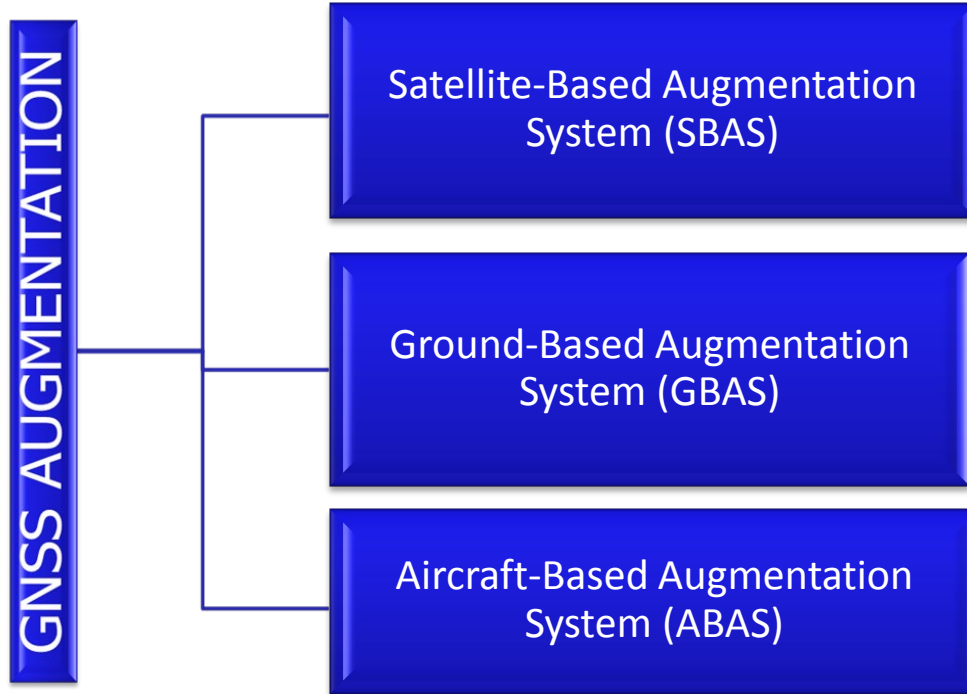 GNSS AUGMENTATION
Satellite-Based Augmentation
System (SBAS)
Ground-Based Augmentation
System (GBAS)
Aircraft-Based Augmentation
System (ABAS)